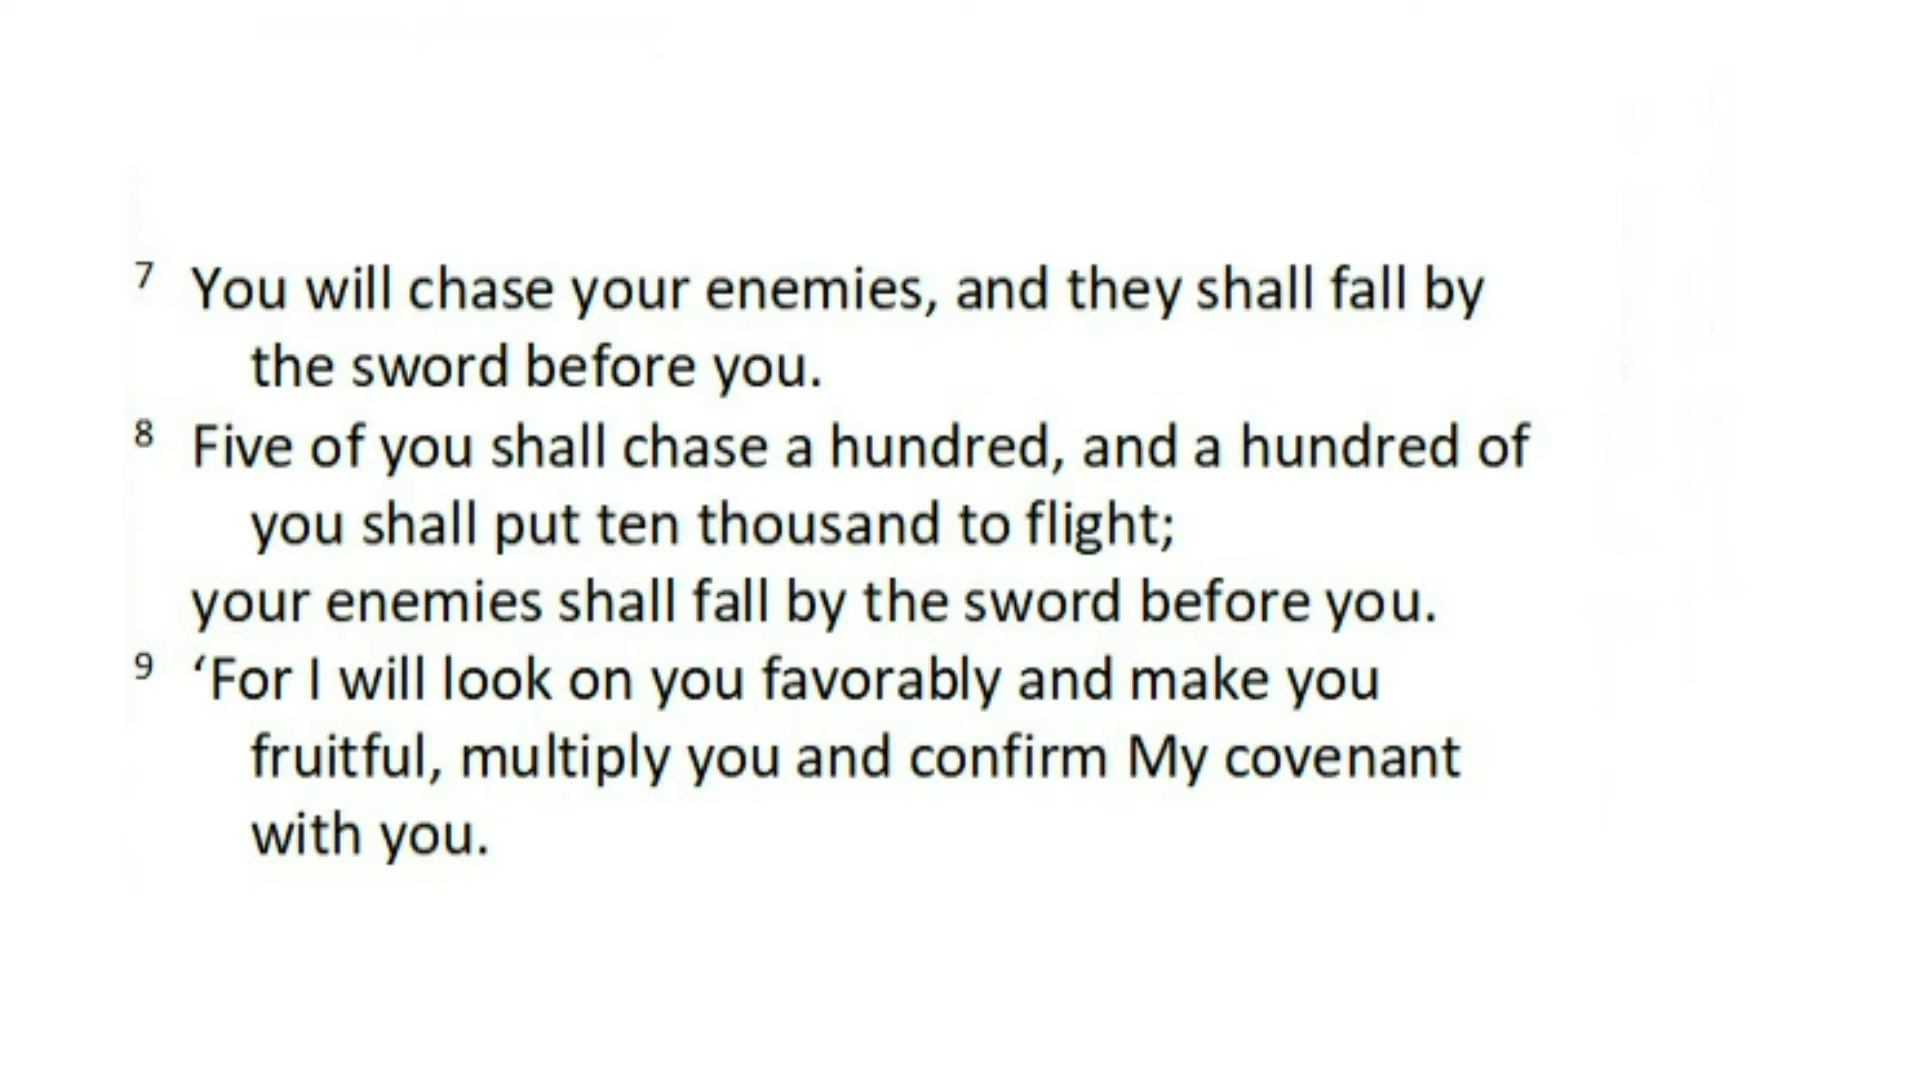 7 You will chase your enemies, and they shall fall by
the sword before you.
8 Five of you shall chase a hundred, and a hundred of
you shall put ten thousand to flight;
your enemies shall fall by the sword before you.
9 ‘For I will look on you favorably and make you
fruitful, multiply you and confirm My covenant
with you.